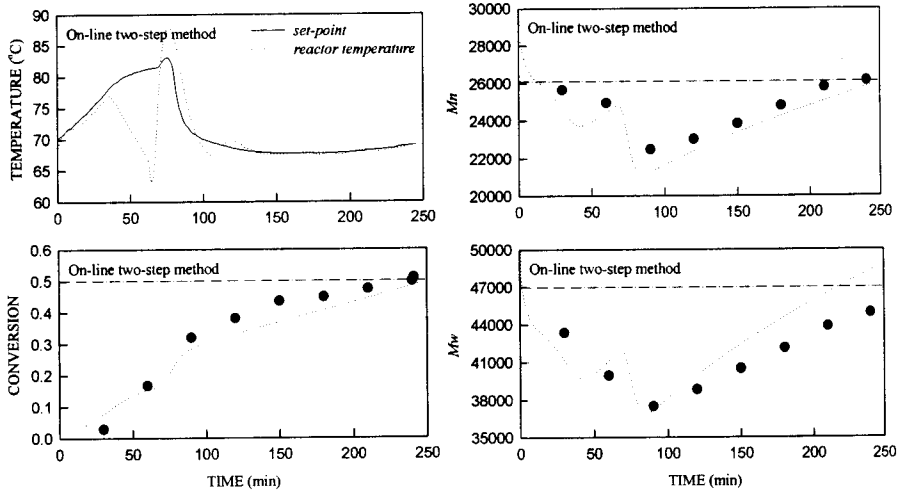 90
85
80
75
70
65
60
TEMPERATURE (°C)
On-line two-step method
set-point
reactor temperature
0 50 100 150 200 250
30000
28000
26000
24000
22000
20000
Mn
On-line two-step method
0 50 100 150 200 250
0.6
0.5
0.4
0.3
0.2
0.1
0.0
CONVERSION
On-line two-step method
0 50 100 150 200 250
TIME (min)
50000
47000
44000
41000
38000
35000
Mw
On-line two-step method
0 50 100 150 200 250
TIME (min)